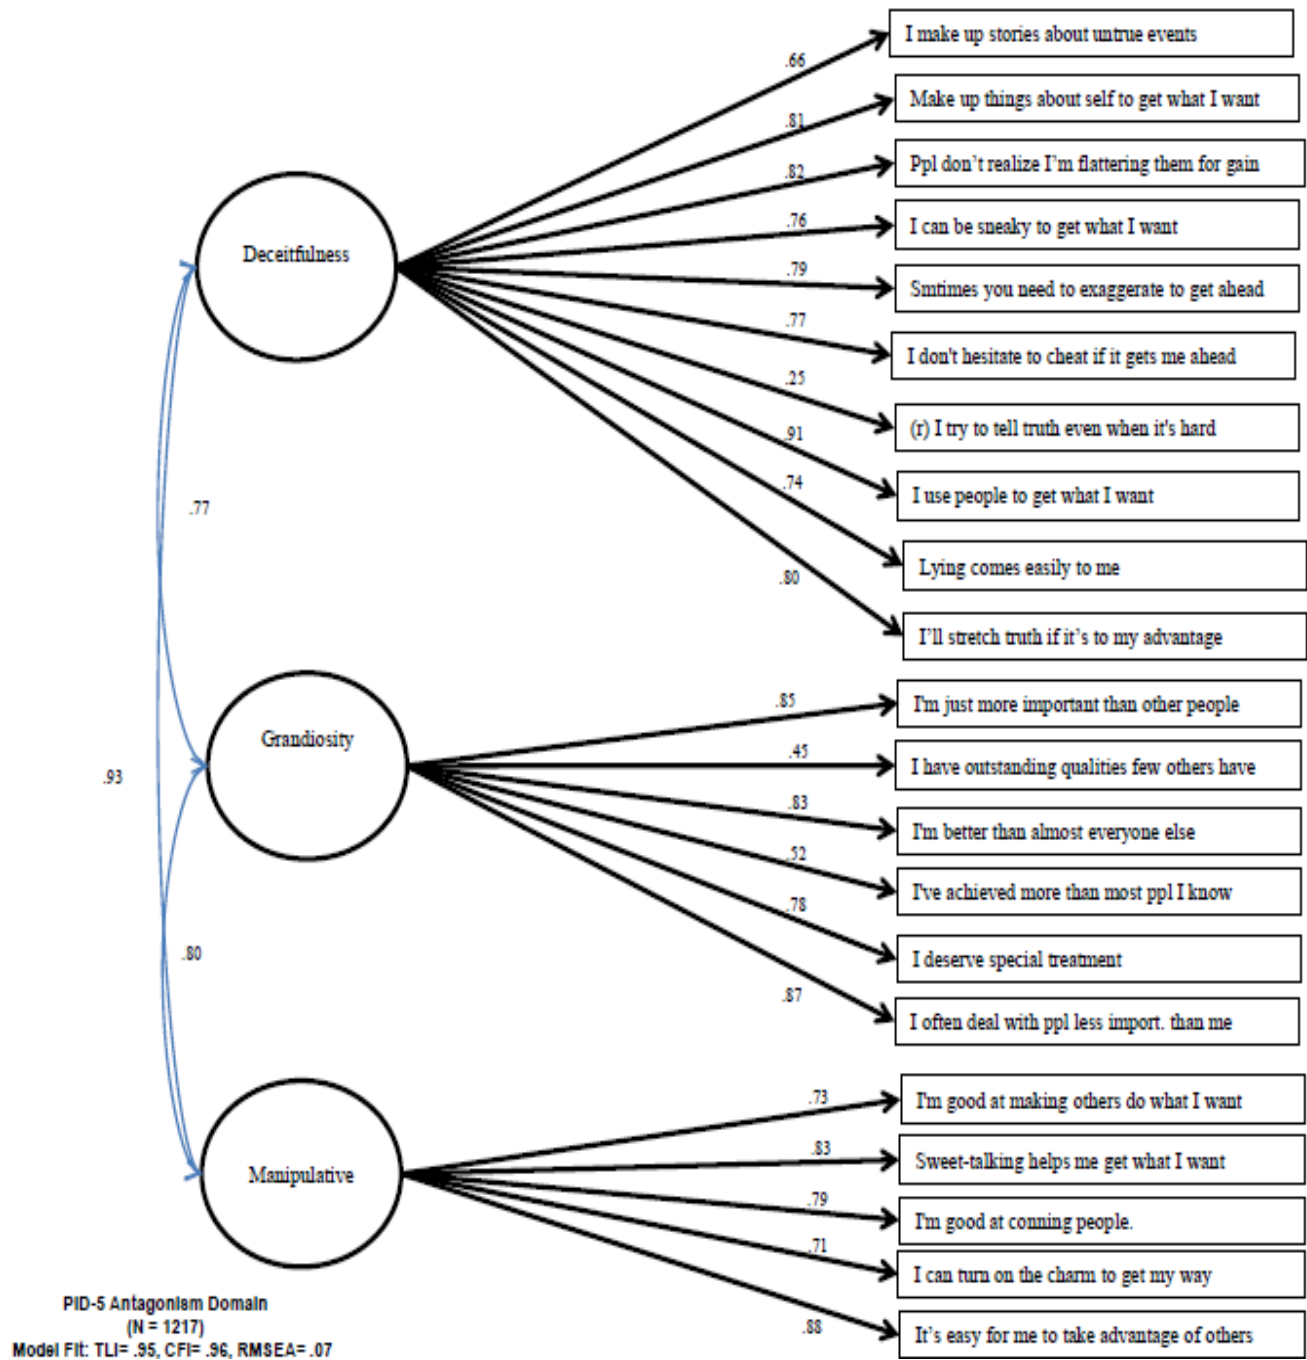 I make up stories about untrue events
.66
Make up things about self to get what I want
.81
Ppl don't realize I'm flattering them for gain
.82
I can be sneaky to get what I want
.76
Deceitfulness
Smtimes you need to exaggerate to get ahead
.79
I don't hesitate to cheat if it gets me ahead
.77
(r) I try to tell truth even when it's hard
.25
I use people to get what I want
.91
Lying comes easily to me
.74
I'll stretch truth if it's to my advantage
.80
.77
I'm just more important than other people
.85
Grandiosity
I have outstanding qualities few others have
.45
I'm better than almost everyone else
.83
I've achieved more than most ppl I know
.52
I deserve special treatment
.78
I often deal with ppl less import. than me
.87
.93
.80
I'm good at making others do what I want
.73
Sweet-talking helps me get what I want
.83
Manipulative
I'm good at conning people.
.79
I can turn on the charm to get my way
.71
It's easy for me to take advantage of others
.88
PID-5 Antagonism Domain
(N = 1217)
Model Fit: TLI= .95, CFI= .96, RMSEA= .07